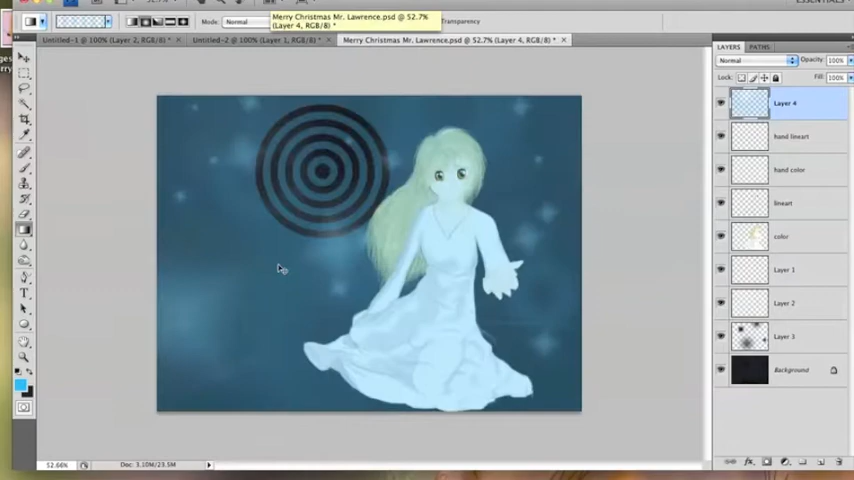 ESSENTIALS
Mode: Normal
Merry Christmas Mr. Lawrence.psd @ 52.7%
(Layer 4, RGB/8) *
Transparency
Untitled-1 @ 100% (Layer 2, RGB/8) *
Untitled-2 @ 100% (Layer 1, RGB/8) *
Merry Christmas Mr. Lawrence.psd @ 52.7% (Layer 4, RGB/8) *
LAYERS PATHS
Normal Opacity: 100%
Lock: Fill: 100%
Layer 4
hand lineart
hand color
lineart
color
Layer 1
Layer 2
Layer 3
Background
T
52.66% Doc: 3.10M/23.5M
fx